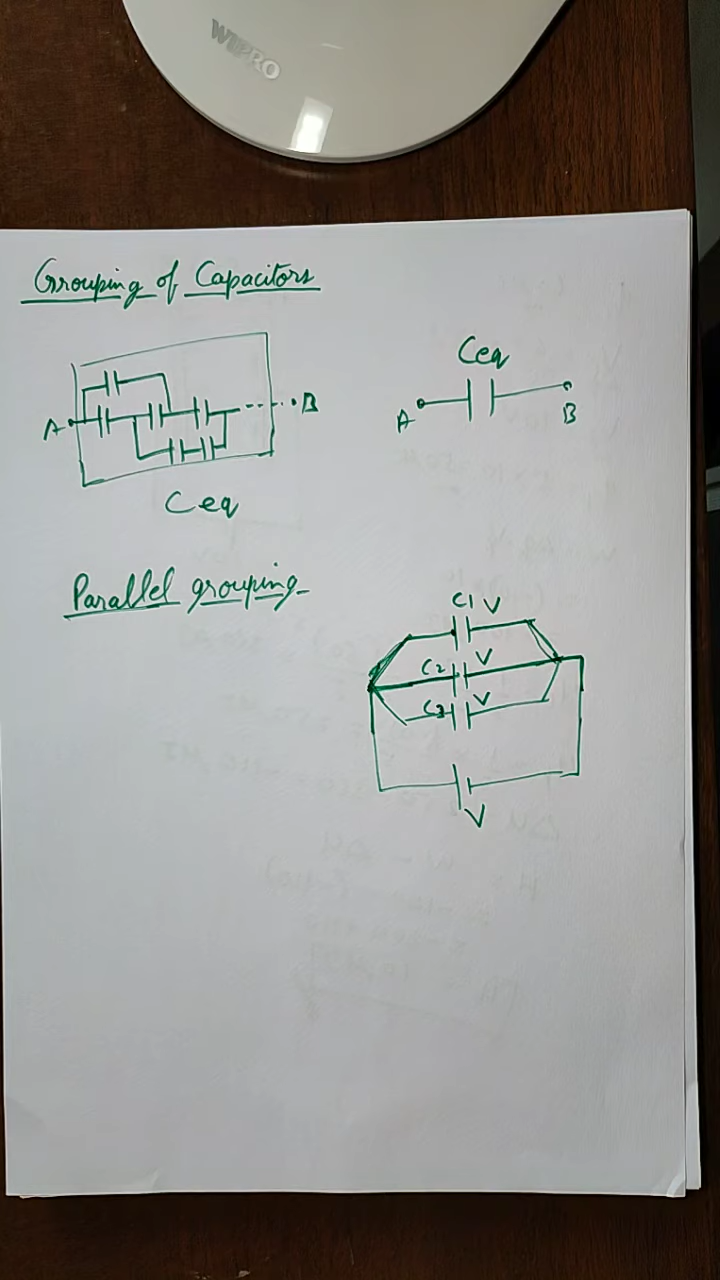 WIPRO
Grouping of Capacitors
A B
Ceq
Ceq
A B
Parallel grouping
C1 V
C2 V
C3 V
V